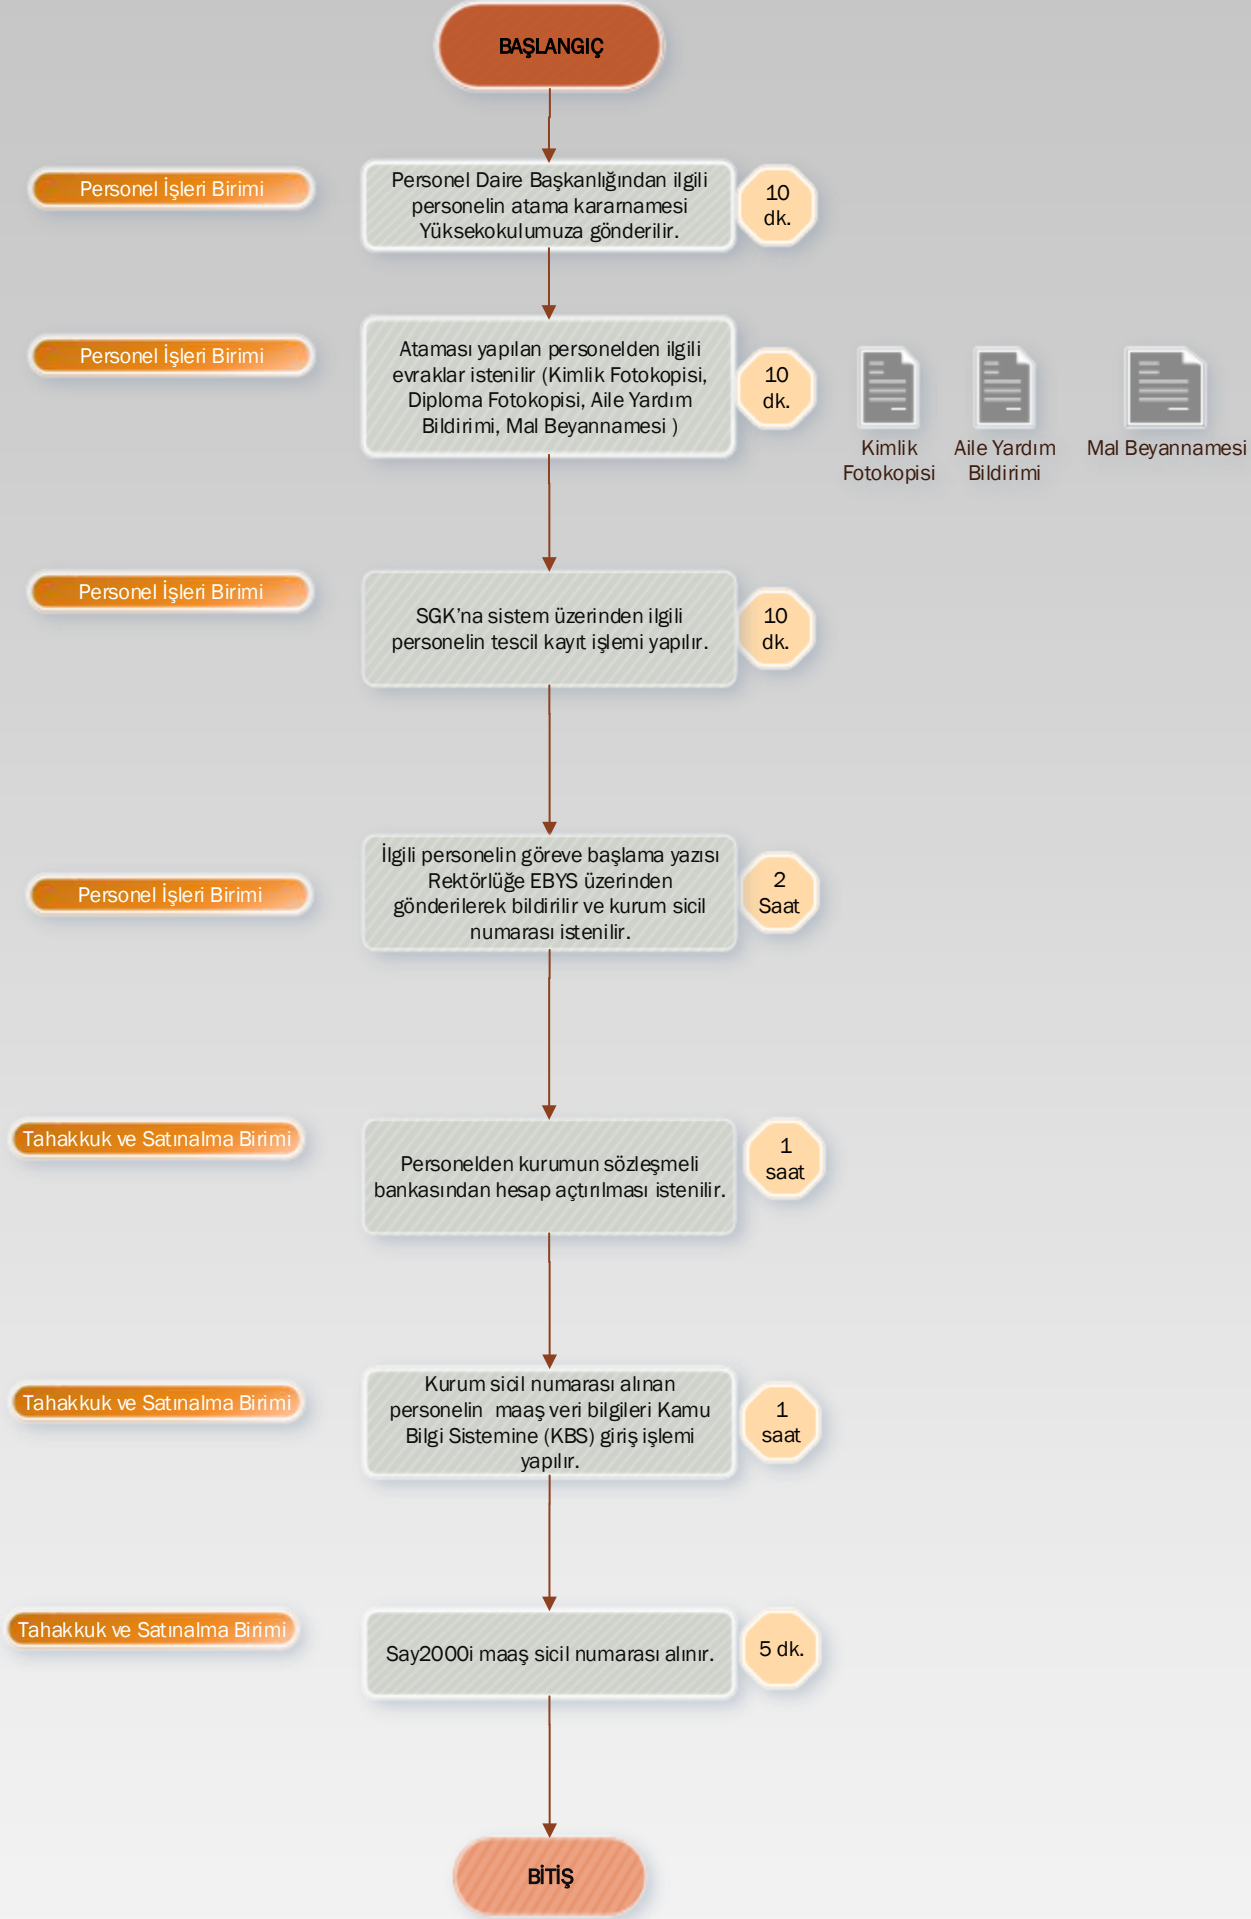 BAŞLANGIÇ
Personel İşleri Birimi
Personel Daire Başkanlığından ilgili
personelin atama kararnamesi
Yüksekokulumuza gönderilir.
10
dk.
Personel İşleri Birimi
Ataması yapılan personelden ilgili
evraklar istenilir (Kimlik Fotokopisi,
Diploma Fotokopisi, Aile Yardım
Bildirimi, Mal Beyannamesi )
10
dk.
Kimlik
Fotokopisi
Aile Yardım
Bildirimi
Mal Beyannamesi
Personel İşleri Birimi
SGK'na sistem üzerinden ilgili
personelin tescil kayıt işlemi yapılır.
10
dk.
Personel İşleri Birimi
İlgili personelin göreve başlama yazısı
Rektörlüğe EBYS üzerinden
gönderilerek bildirilir ve kurum sicil
numarası istenilir.
2
Saat
Tahakkuk ve Satınalma Birimi
Personelden kurumun sözleşmeli
bankasından hesap açtırılması istenilir.
1
saat
Tahakkuk ve Satınalma Birimi
Kurum sicil numarası alınan
personelin  maaş veri bilgileri Kamu
Bilgi Sistemine (KBS) giriş işlemi
yapılır.
1
saat
Tahakkuk ve Satınalma Birimi
Say2000i maaş sicil numarası alınır.
5 dk.
BİTİŞ